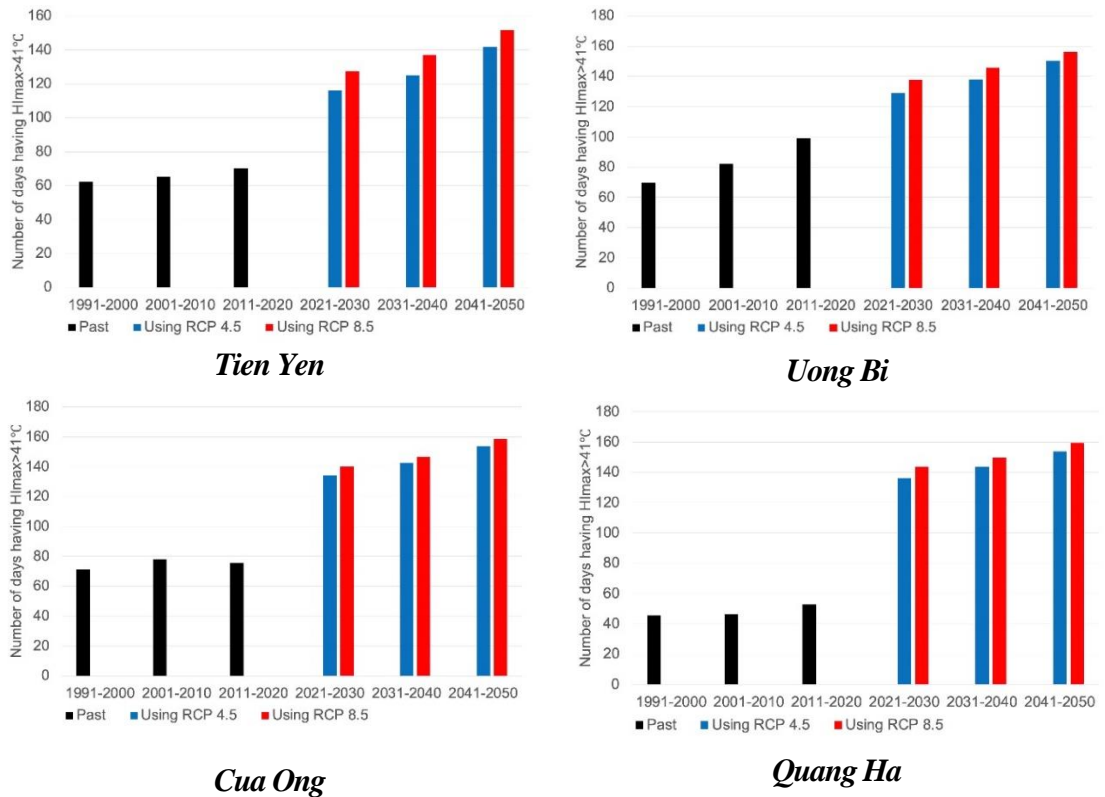 Number of days having HImax>41℃
160
140
120
100
80
60
40
20
0
1991-2000 2001-2010 2011-2020 2021-2030 2031-2040 2041-2050
Past Using RCP 4.5 Using RCP 8.5
Tien Yen
Number of days having HImax>41℃
180
160
140
120
100
80
60
40
20
0
1991-2000 2001-2010 2011-2020 2021-2030 2031-2040 2041-2050
Past Using RCP 4.5 Using RCP 8.5
Uong Bi
Number of days having HImax>41℃
180
160
140
120
100
80
60
40
20
0
1991-2000 2001-2010 2011-2020 2021-2030 2031-2040 2041-2050
Past Using RCP 4.5 Using RCP 8.5
Cua Ong
Number of days having HImax>41℃
180
160
140
120
100
80
60
40
20
0
1991-2000 2001-2010 2011-2020 2021-2030 2031-2040 2041-2050
Past Using RCP 4.5 Using RCP 8.5
Quang Ha